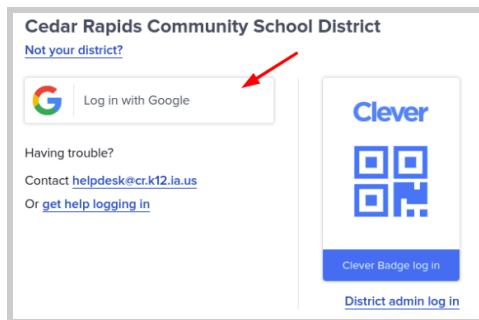 Cedar Rapids Community School District
Not your district?
Log in with Google
Having trouble?
Contact helpdesk@cr.k12.ia.us
Or get help logging in
Clever
Clever Badge log in
District admin log in